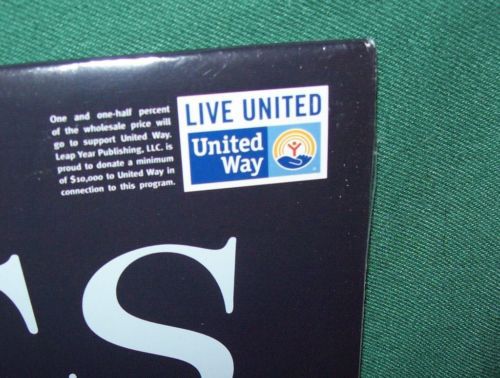 One and one-half percent
of the wholesale price will
go to support United Way.
Leap Year Publishing, LLC. is
proud to donate a minimum
of $10,000 to United Way in
connection to this program.
LIVE UNITED
United
Way
S